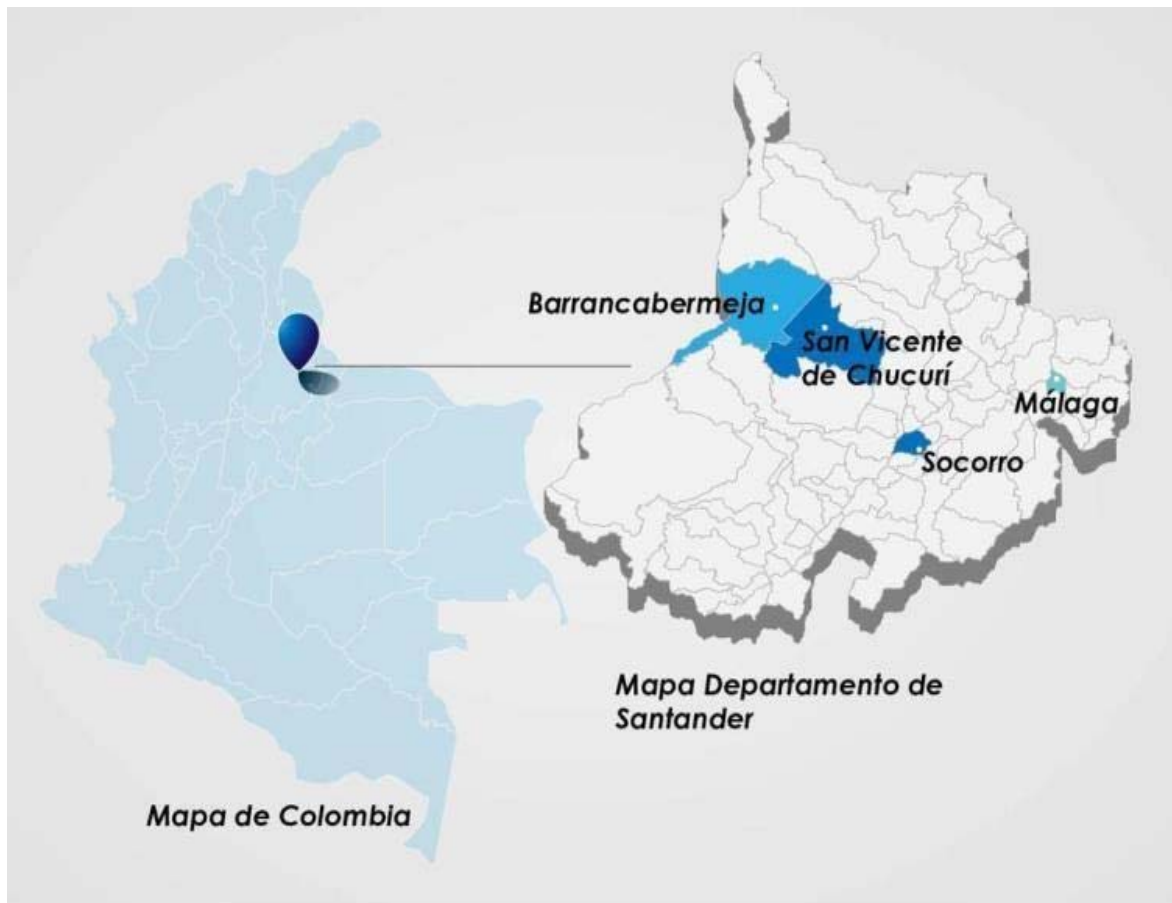 Barrancabermeja
San Vicente
de Chucurí
Málaga
Socorro
Mapa Departamento de
Santander
Mapa de Colombia